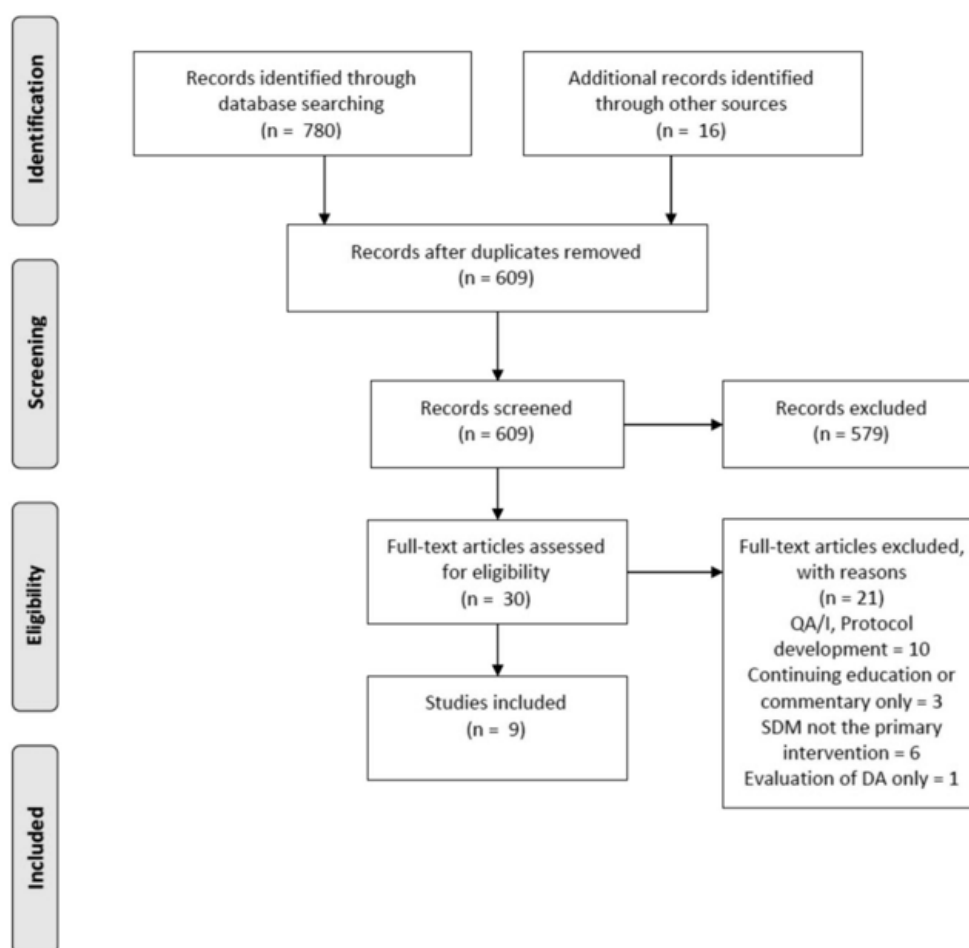 Identification
Records identified through
database searching
(n = 780)
Additional records identified
through other sources
(n = 16)
Records after duplicates removed
(n = 609)
Screening
Records screened
(n = 609)
Records excluded
(n = 579)
Eligibility
Full-text articles assessed
for eligibility
(n = 30)
Full-text articles excluded,
with reasons
(n = 21)
QA/I, Protocol
development = 10
Continuing education or
commentary only = 3
SDM not the primary
intervention = 6
Evaluation of DA only = 1
Studies included
(n = 9)
Included